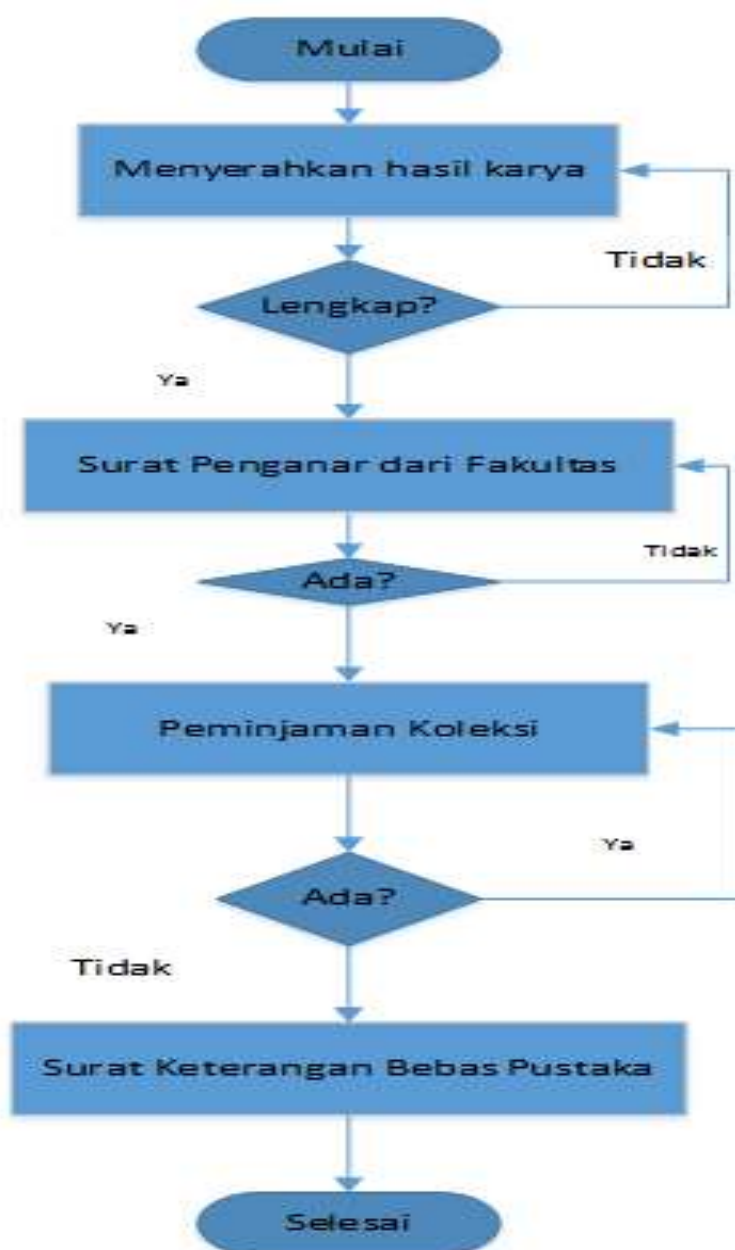 Mulai
Menyerahkan hasil karya
Tidak
Lengkap?
Ya
Surat Penganar dari Fakultas
Tidak
Ada?
Ya
Peminjaman Koleksi
Ya
Ada?
Tidak
Surat Keterangan Bebas Pustaka
Selesai